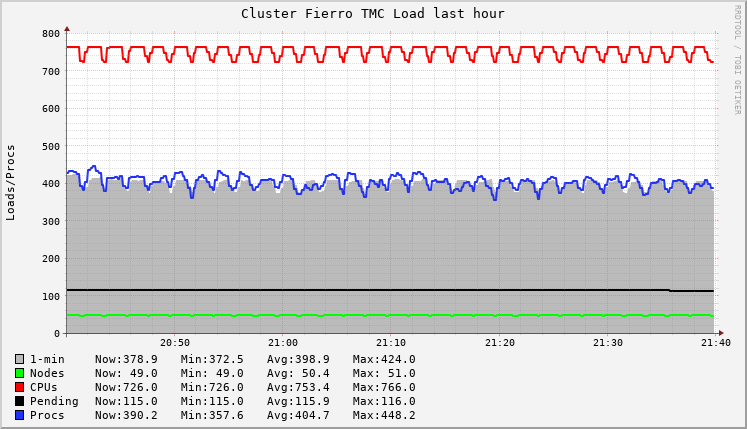 Cluster Fierro TMC Load last hour
RRDTOOL / TOBI OETIKER
Loads/Procs
800
700
600
500
400
300
200
100
0
20:50 21:00 21:10 21:20 21:30 21:40
1-min Now:378.9 Min:372.5 Avg:398.9 Max:424.0
Nodes Now: 49.0 Min: 49.0 Avg: 50.4 Max: 51.0
CPUs Now:726.0 Min:726.0 Avg:753.4 Max:766.0
Pending Now:115.0 Min:115.0 Avg:115.9 Max:116.0
Procs Now:390.2 Min:357.6 Avg:404.7 Max:448.2